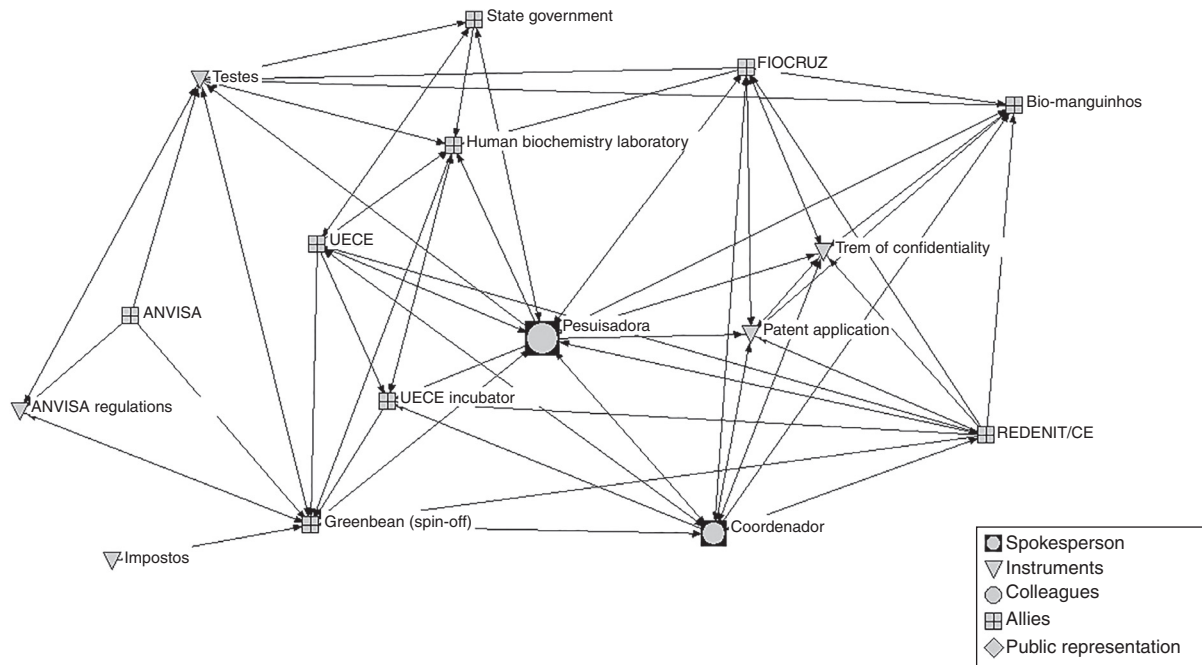 State government
FIOCRUZ
Testes
Bio-manguinhos
Human biochemistry laboratory
UECE
Trem of confidentiality
ANVISA
Pesuisadora
Patent application
UECE incubator
ANVISA regulations
REDENIT/CE
Greenbean (spin-off)
Coordenador
Impostos
Spokesperson
Instruments
Colleagues
Allies
Public representation